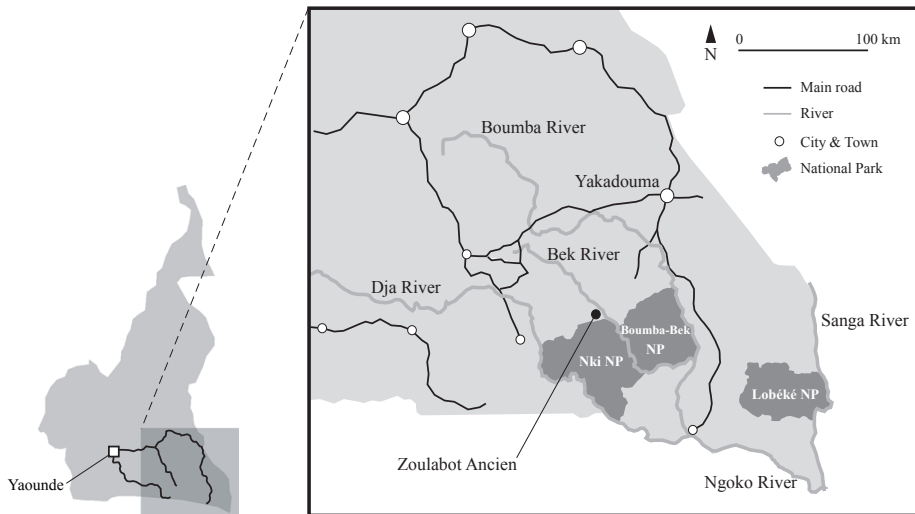 N
0
100 km
Main road
River
City & Town
National Park
Boumba River
Yakadouma
Bek River
Dja River
Sanga River
Boumba-Bek
NP
Nki NP
Lobéké NP
Zoulabot Ancien
Ngoko River
Yaounde